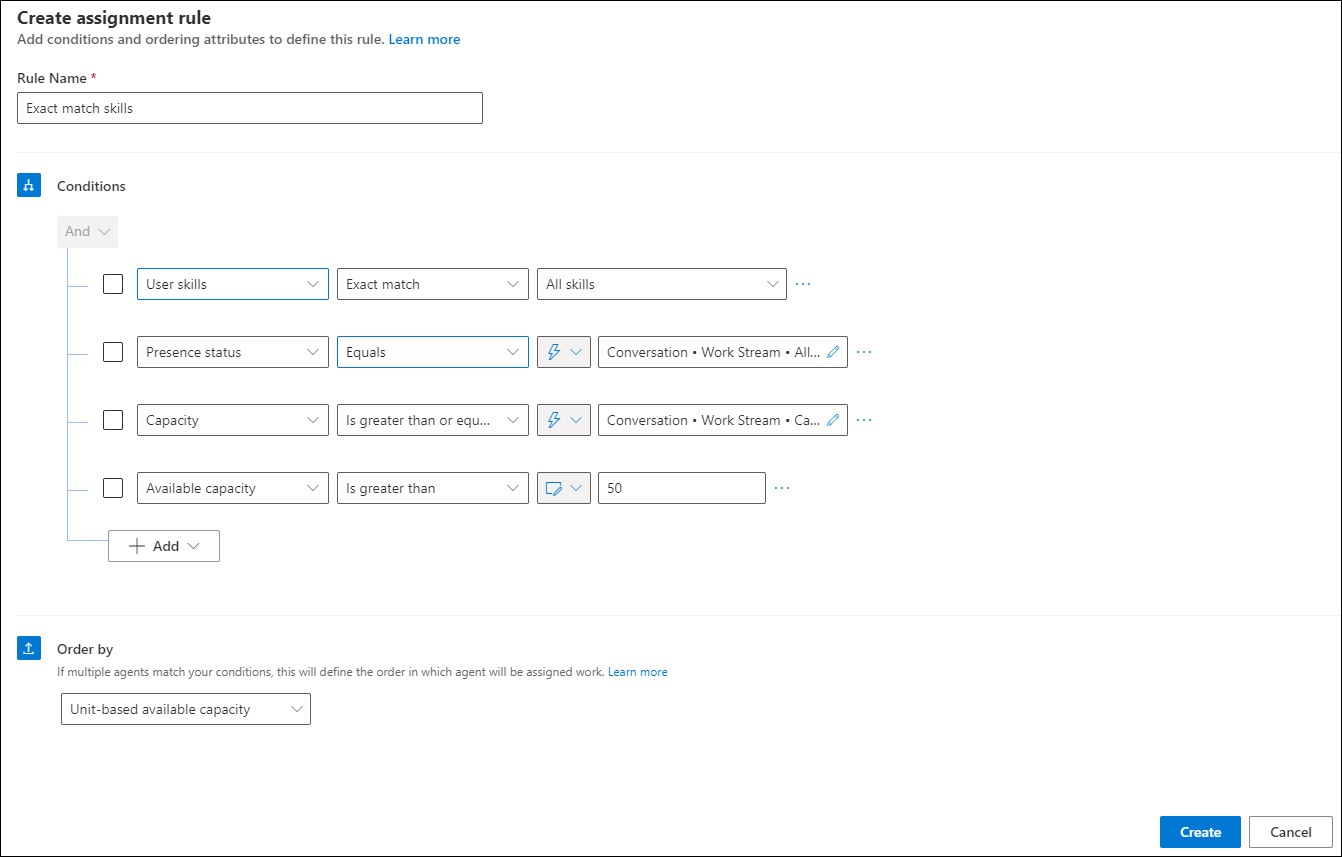 Create assignment rule
Add conditions and ordering attributes to define this rule. Learn more
Rule Name *
Exact match skills
Conditions
And
User skills Exact match All skills ...
Presence status Equals Conversation • Work Stream • All... ...
Capacity Is greater than or equ... Conversation • Work Stream • Ca... ...
Available capacity Is greater than 50 ...
+ Add
Order by
If multiple agents match your conditions, this will define the order in which agent will be assigned work. Learn more
Unit-based available capacity
Create Cancel